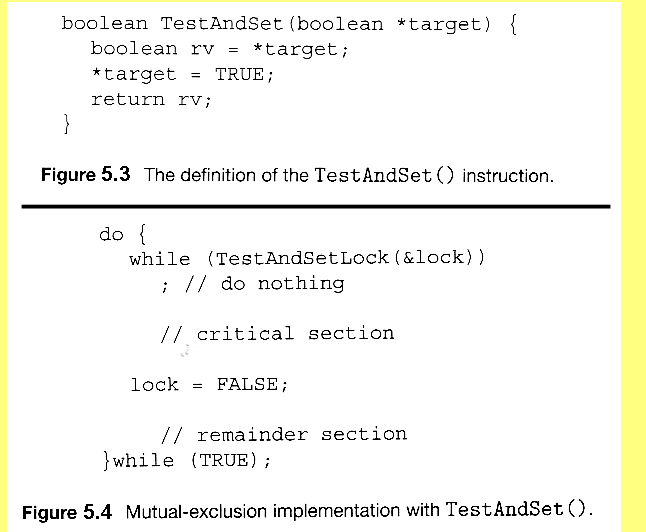 boolean TestAndSet(boolean *target) {
boolean rv = *target;
*target = TRUE;
return rv;
}
Figure 5.3 The definition of the TestAndSet() instruction.
do {
while (TestAndSetLock(&lock))
; // do nothing
// critical section
lock = FALSE;
// remainder section
}while (TRUE);
Figure 5.4 Mutual-exclusion implementation with TestAndSet().